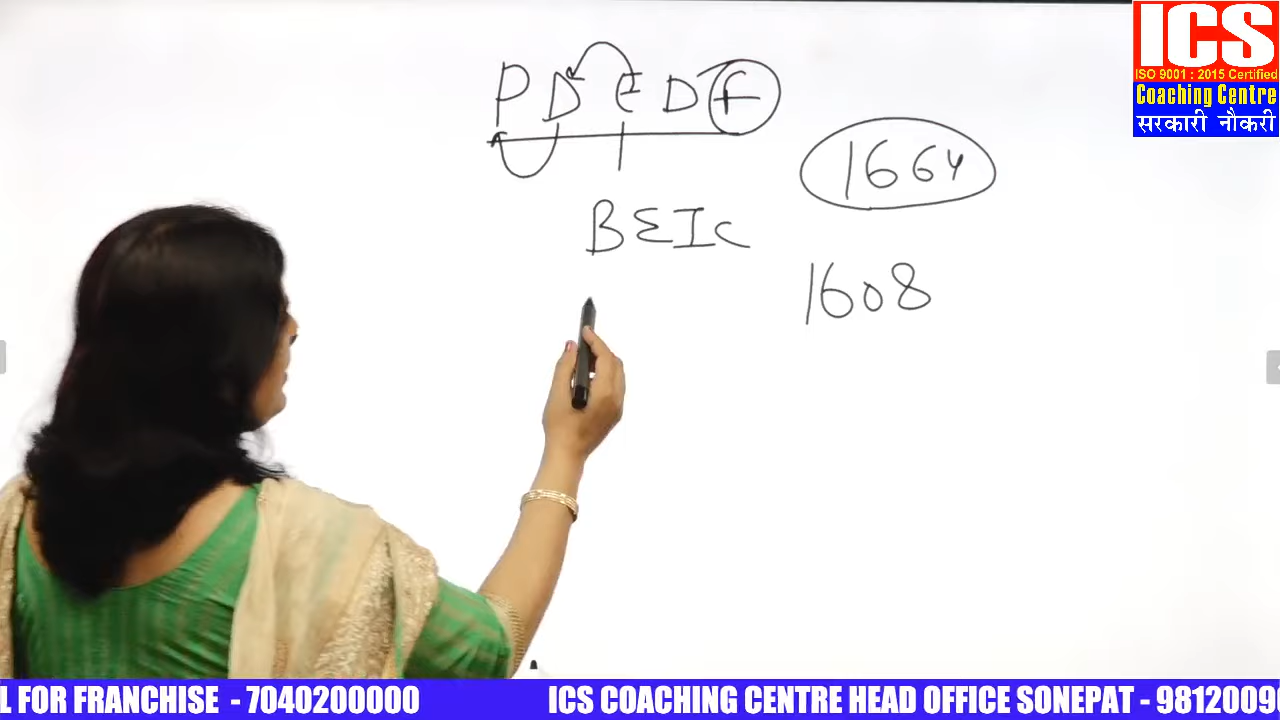 ICS
ISO 9001 : 2015 Certified
Coaching Centre
सरकारी नौकरी
P D E D F
1664
BEIC
1608
L FOR FRANCHISE - 7040200000 ICS COACHING CENTRE HEAD OFFICE SONEPAT - 9812009